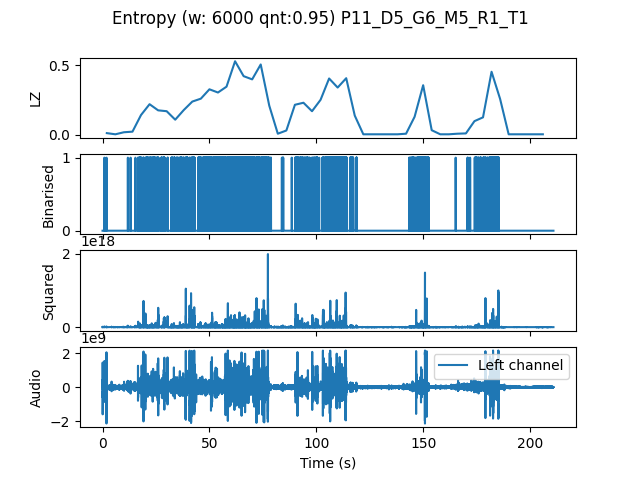 Entropy (w: 6000 qnt:0.95) P11_D5_G6_M5_R1_T1
LZ
0.5
0.0
Binarised
1
0
1e18
Squared
2
0
1e9
Audio
2
0
−2
Left channel
0 50 100 150 200
Time (s)